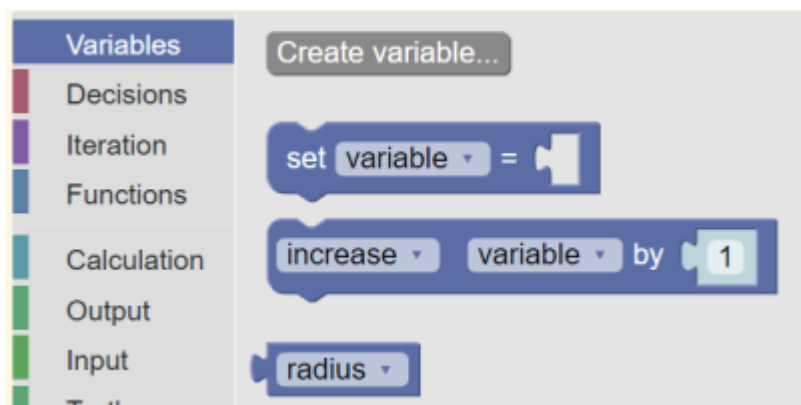 Variables
Decisions
Iteration
Functions
Calculation
Output
Input
Create variable...
set variable =
increase variable by 1
radius